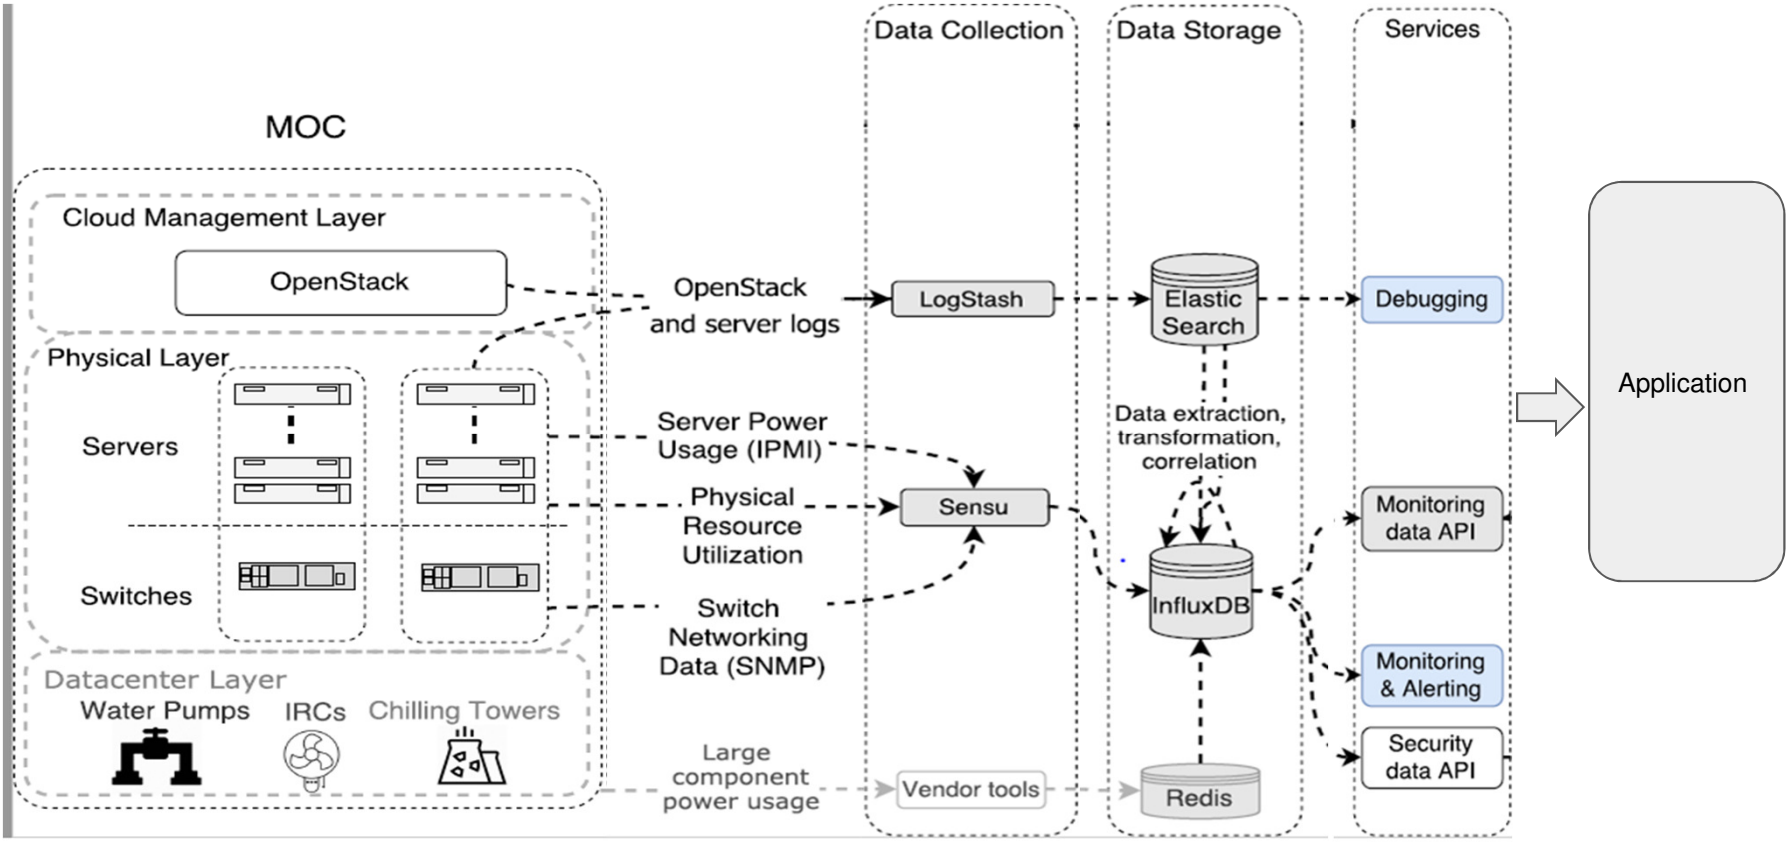 MOC
Cloud Management Layer
OpenStack
Physical Layer
Servers
Switches
Datacenter Layer
Water Pumps
IRCs
Chilling Towers
OpenStack
and server logs
Server Power
Usage (IPMI)
Physical
Resource
Utilization
Switch
Networking
Data (SNMP)
Large
component
power usage
Data Collection
LogStash
Sensu
Vendor tools
Data Storage
Elastic
Search
Data extraction,
transformation,
correlation
InfluxDB
Redis
Services
Debugging
Monitoring
data API
Monitoring
& Alerting
Security
data API
Application